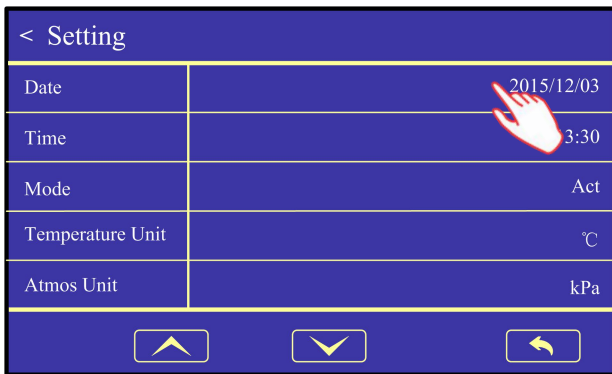 < Setting
Date 2015/12/03
Time 3:30
Mode Act
Temperature Unit ℃
Atmos Unit kPa